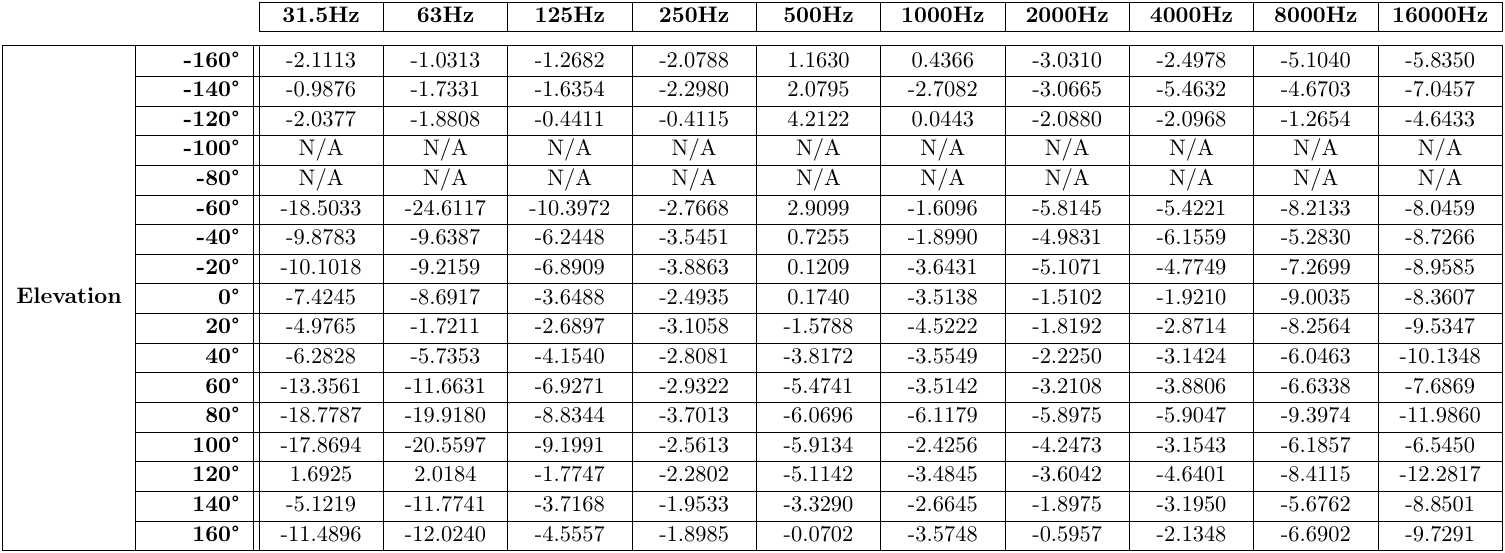 31.5Hz 63Hz 125Hz 250Hz 500Hz 1000Hz 2000Hz 4000Hz 8000Hz 16000Hz
-160° -2.1113 -1.0313 -1.2682 -2.0788 1.1630 0.4366 -3.0310 -2.4978 -5.1040 -5.8350
-140° -0.9876 -1.7331 -1.6354 -2.2980 2.0795 -2.7082 -3.0665 -5.4632 -4.6703 -7.0457
-120° -2.0377 -1.8808 -0.4411 -0.4115 4.2122 0.0443 -2.0880 -2.0968 -1.2654 -4.6433
-100° N/A N/A N/A N/A N/A N/A N/A N/A N/A N/A
-80° N/A N/A N/A N/A N/A N/A N/A N/A N/A N/A
-60° -18.5033 -24.6117 -10.3972 -2.7668 2.9099 -1.6096 -5.8145 -5.4221 -8.2133 -8.0459
-40° -9.8783 -9.6387 -6.2448 -3.5451 0.7255 -1.8990 -4.9831 -6.1559 -5.2830 -8.7266
-20° -10.1018 -9.2159 -6.8909 -3.8863 0.1209 -3.6431 -5.1071 -4.7749 -7.2699 -8.9585
Elevation 0° -7.4245 -8.6917 -3.6488 -2.4935 0.1740 -3.5138 -1.5102 -1.9210 -9.0035 -8.3607
20° -4.9765 -1.7211 -2.6897 -3.1058 -1.5788 -4.5222 -1.8192 -2.8714 -8.2564 -9.5347
40° -6.2828 -5.7353 -4.1540 -2.8081 -3.8172 -3.5549 -2.2250 -3.1424 -6.0463 -10.1348
60° -13.3561 -11.6631 -6.9271 -2.9322 -5.4741 -3.5142 -3.2108 -3.8806 -6.6338 -7.6869
80° -18.7787 -19.9180 -8.8344 -3.7013 -6.0696 -6.1179 -5.8975 -5.9047 -9.3974 -11.9860
100° -17.8694 -20.5597 -9.1991 -2.5613 -5.9134 -2.4256 -4.2473 -3.1543 -6.1857 -6.5450
120° 1.6925 2.0184 -1.7747 -2.2802 -5.1142 -3.4845 -3.6042 -4.6401 -8.4115 -12.2817
140° -5.1219 -11.7741 -3.7168 -1.9533 -3.3290 -2.6645 -1.8975 -3.1950 -5.6762 -8.8501
160° -11.4896 -12.0240 -4.5557 -1.8985 -0.0702 -3.5748 -0.5957 -2.1348 -6.6902 -9.7291